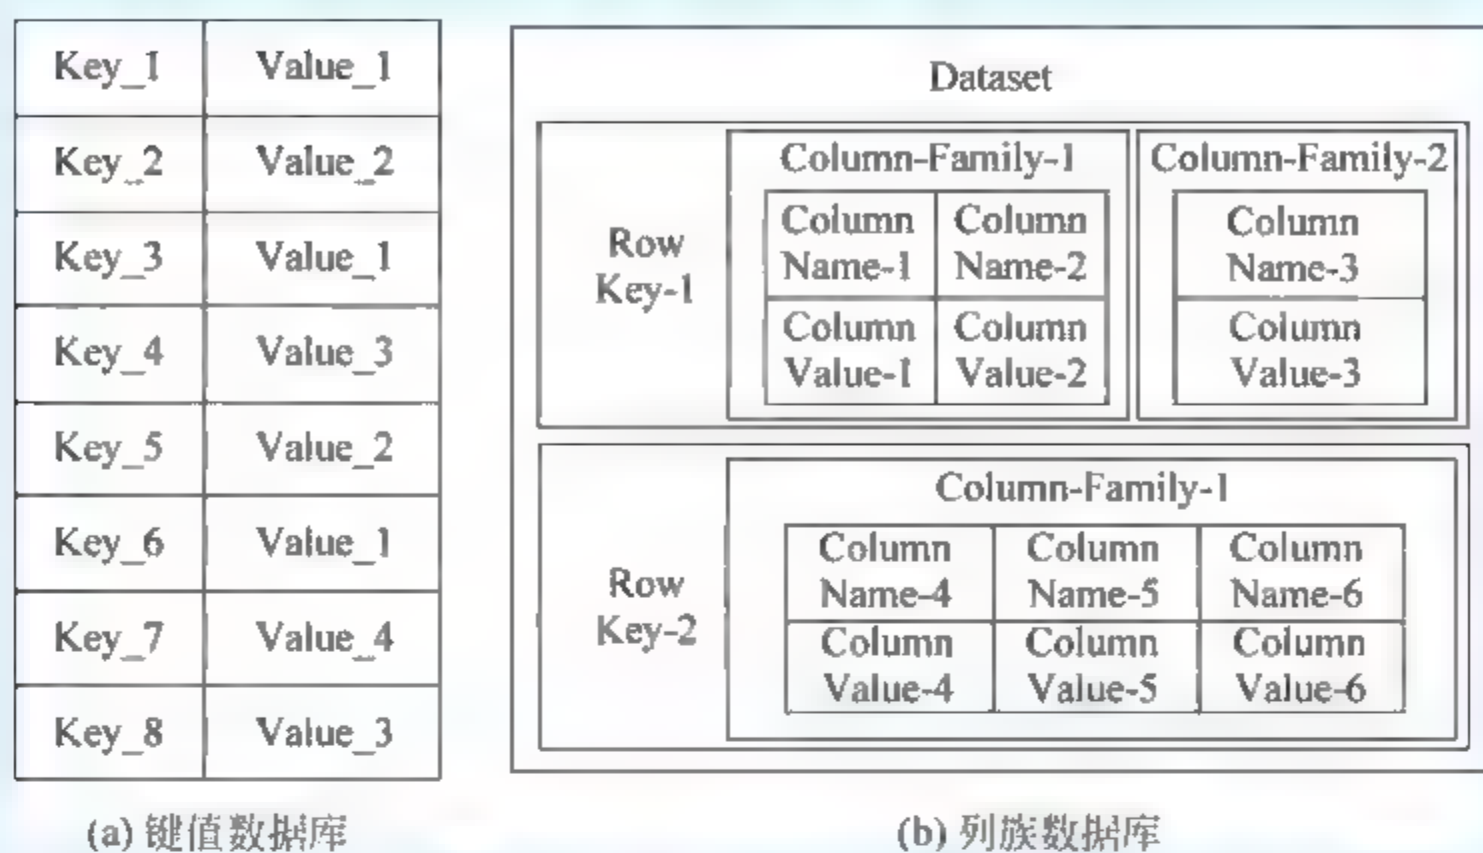 Key_1 Value_1
Key_2 Value_2
Key_3 Value_1
Key_4 Value_3
Key_5 Value_2
Key_6 Value_1
Key_7 Value_4
Key_8 Value_3
(a) 键值数据库
Dataset
Row
Key-1
Column-Family-1
Column Column
Name-1 Name-2
Column Column
Value-1 Value-2
Column-Family-2
Column
Name-3
Column
Value-3
Row
Key-2
Column-Family-1
Column Column Column
Name-4 Name-5 Name-6
Column Column Column
Value-4 Value-5 Value-6
(b) 列族数据库